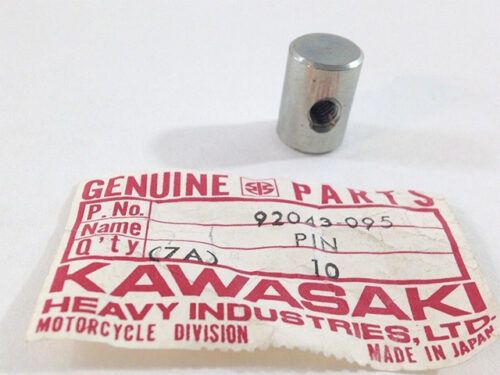 GENUINE PARTS
P. No. 92043-095
Name PIN
Q'ty (7A) 10
KAWASAKI
HEAVY INDUSTRIES, LTD.
MOTORCYCLE DIVISION MADE IN JAPAN